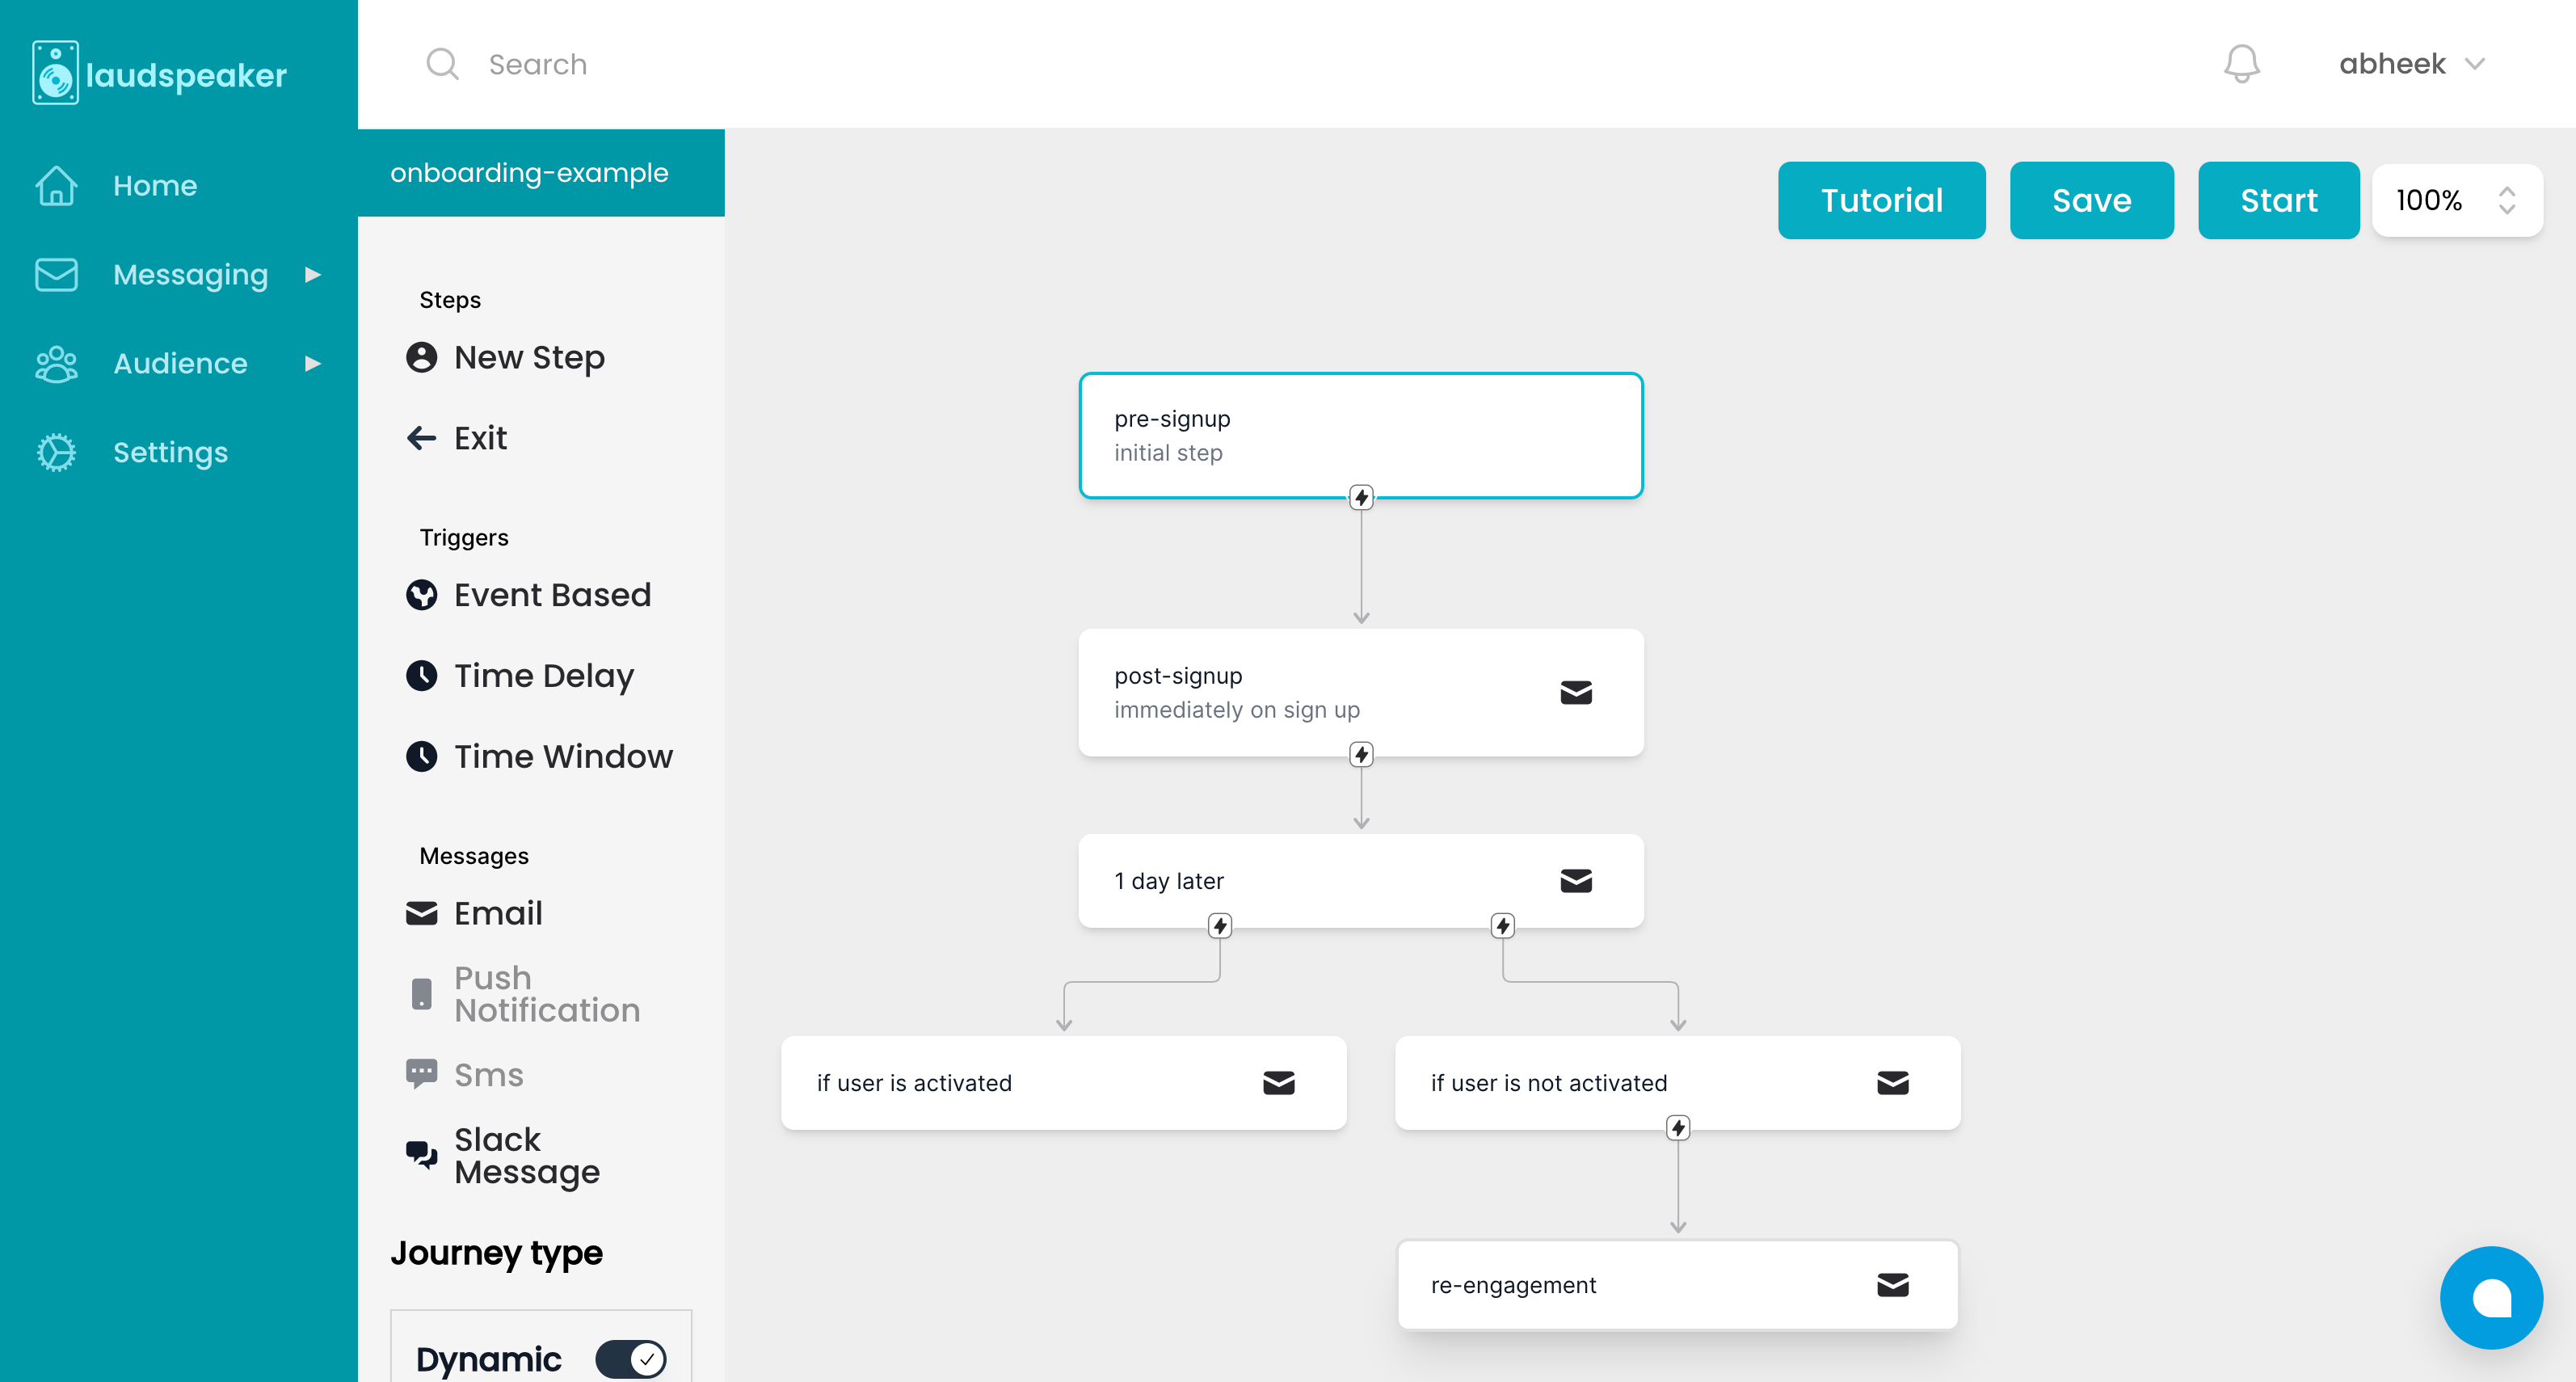 laudspeaker
Home
Messaging
Audience
Settings
Search
abheek
onboarding-example
Steps
New Step
Exit
Triggers
Event Based
Time Delay
Time Window
Messages
Email
Push
Notification
Sms
Slack
Message
Journey type
Dynamic
Tutorial
Save
Start
100%
pre-signup
initial step
post-signup
immediately on sign up
1 day later
if user is activated
if user is not activated
re-engagement